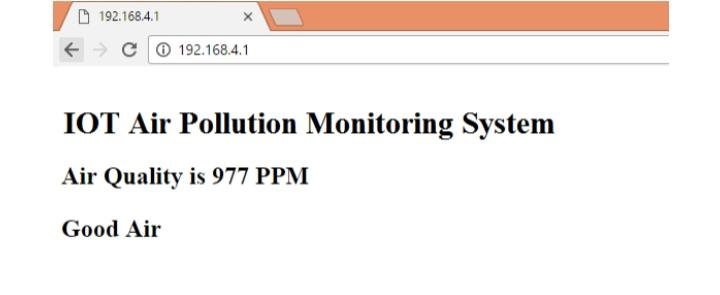 192.168.4.1
192.168.4.1
IOT Air Pollution Monitoring System
Air Quality is 977 PPM
Good Air